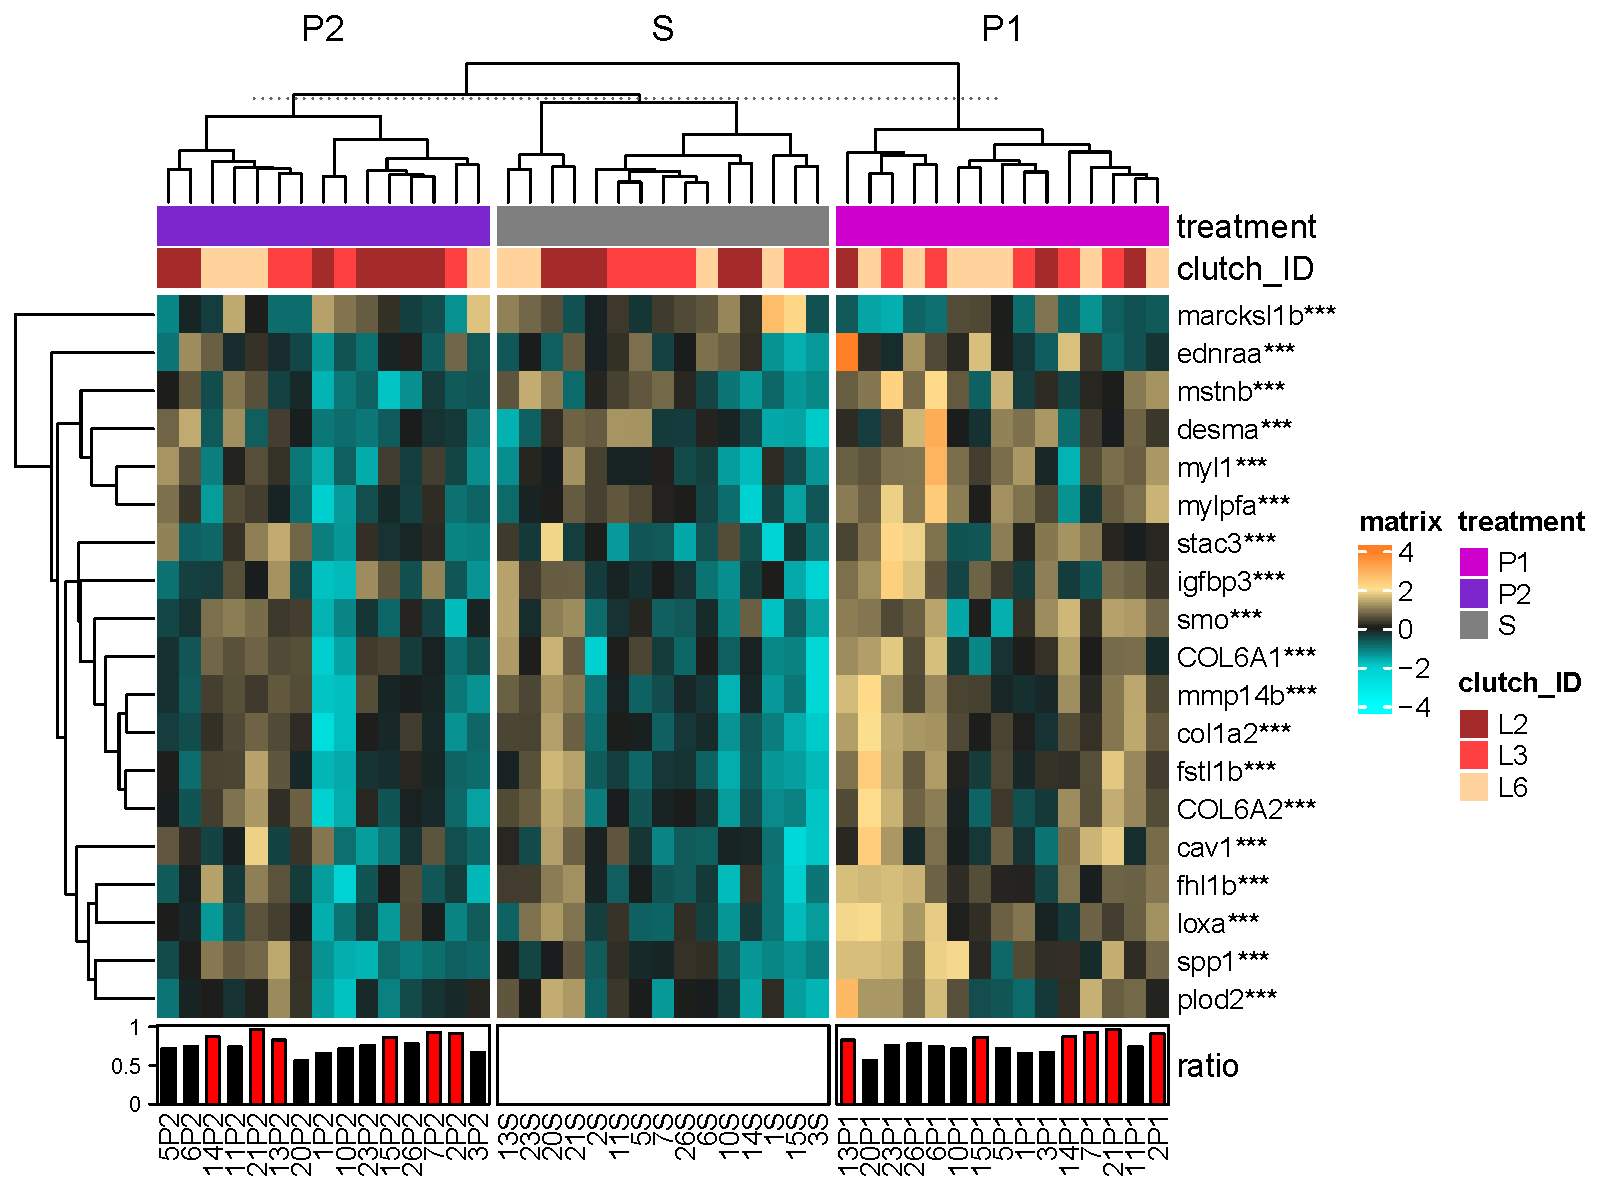 P2 S P1
treatment
clutch_ID
marcksl1b***
ednraa***
mstnb***
desma***
myl1***
mylpfa***
stac3***
igfbp3***
smo***
COL6A1***
mmp14b***
col1a2***
fstl1b***
COL6A2***
cav1***
fhl1b***
loxa***
spp1***
plod2***
matrix
4
2
0
−2
−4
treatment
P1
P2
S
clutch_ID
L2
L3
L6
1
0.5
0
ratio
5P2 6P2 14P2 11P2 21P2 13P2 20P2 1P2 10P2 23P2 15P2 26P2 7P2 2P2 3P2 13S 23S 20S 21S 2S 11S 5S 7S 26S 6S 10S 14S 1S 15S 3S 13P1 20P1 23P1 26P1 6P1 10P1 15P1 5P1 1P1 3P1 14P1 7P1 21P1 11P1 2P1